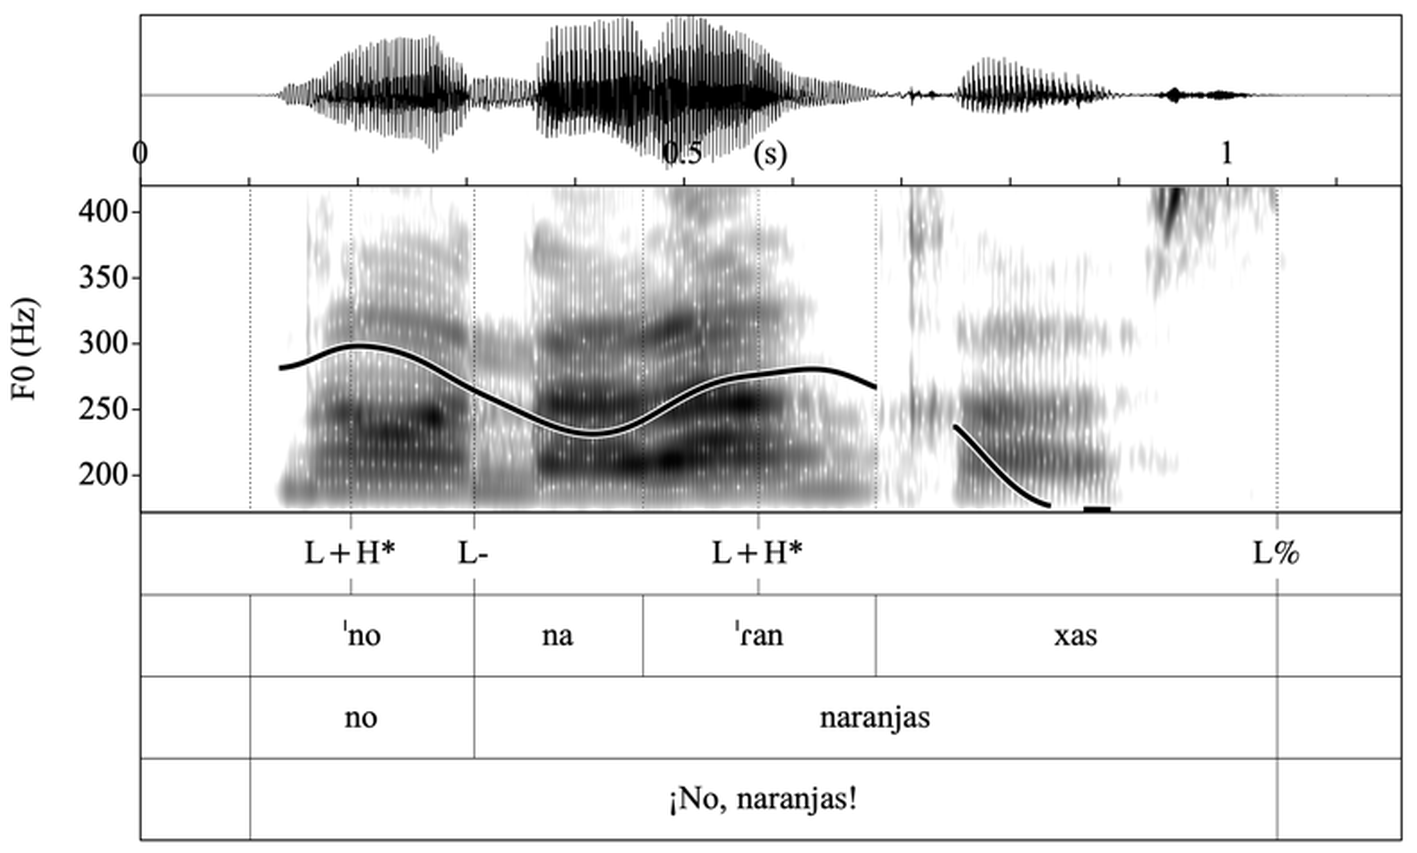 0 0.5 (s) 1
400
350
300
250
200
F0 (Hz)
L+H* L- L+H* L%
ˈno na ˈɾan xas
no naranjas
¡No, naranjas!